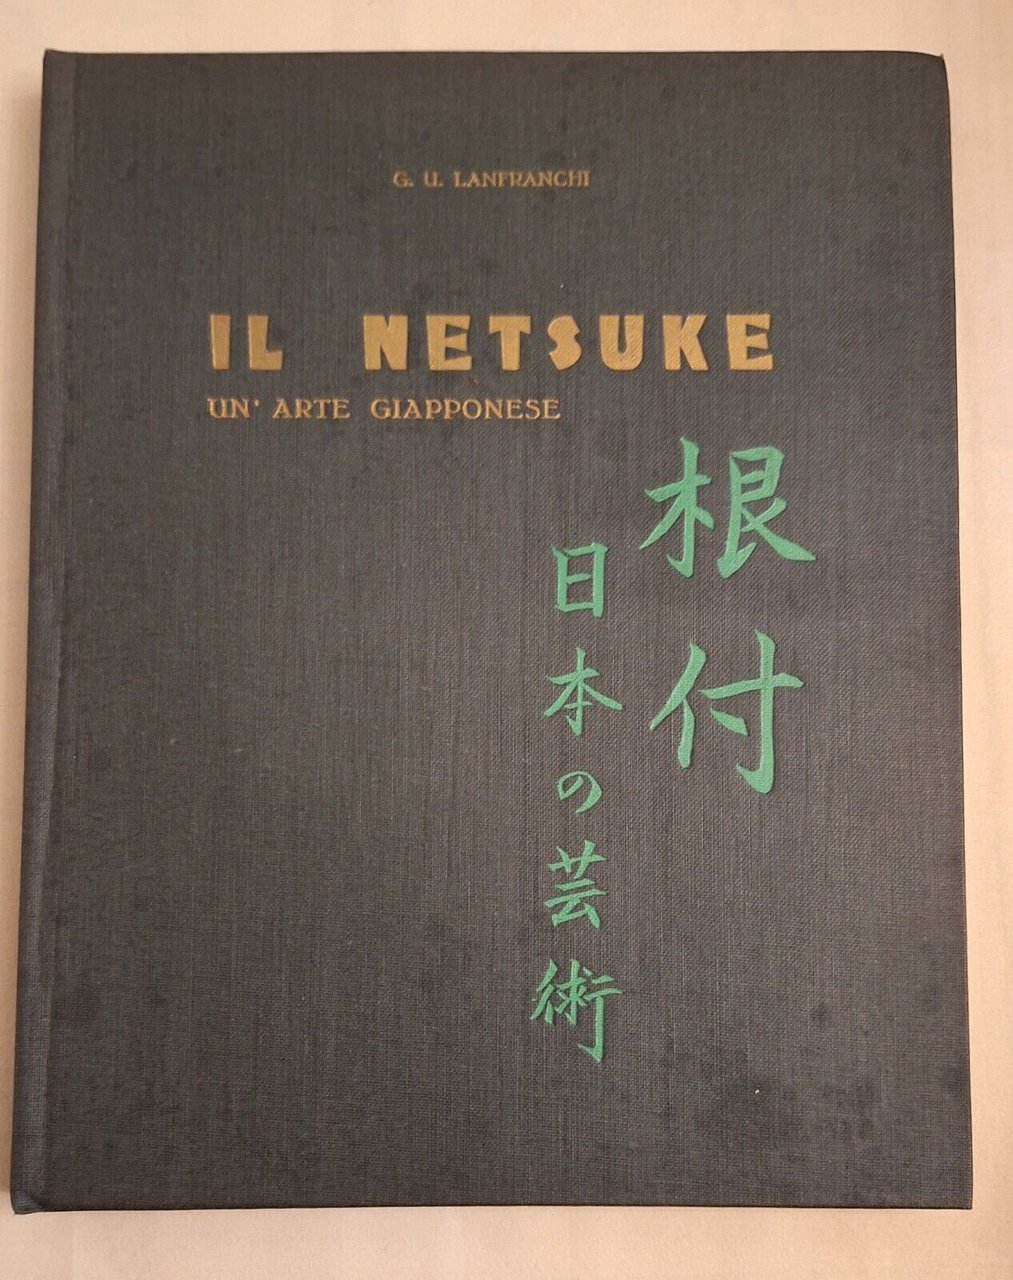 G. U. LANFRANCHI
IL NETSUKE
UN' ARTE GIAPPONESE
根付
日本の芸術